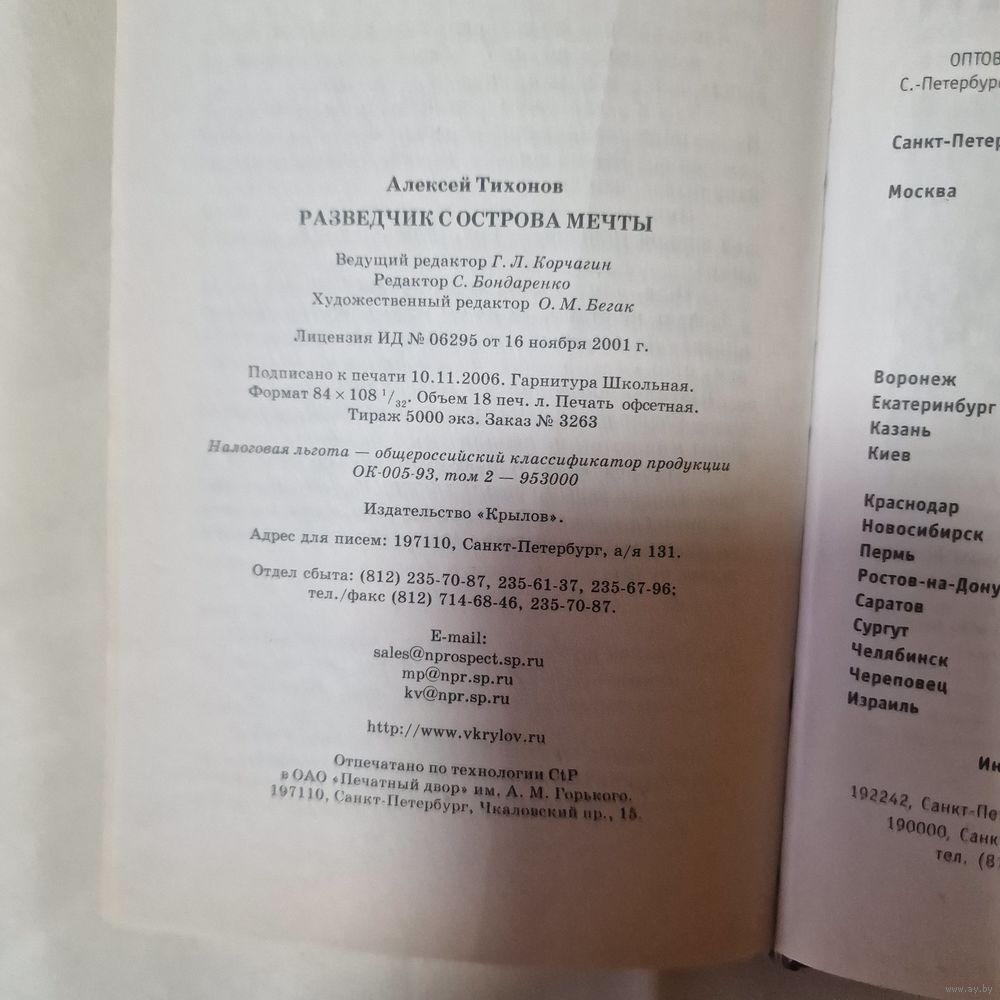 Алексей Тихонов
РАЗВЕДЧИК С ОСТРОВА МЕЧТЫ
Ведущий редактор Г. Л. Корчагин
Редактор С. Бондаренко
Художественный редактор О. М. Бегак
Лицензия ИД № 06295 от 16 ноября 2001 г.
Подписано к печати 10.11.2006. Гарнитура Школьная.
Формат 84 × 108 1/32. Объем 18 печ. л. Печать офсетная.
Тираж 5000 экз. Заказ № 3263
Налоговая льгота — общероссийский классификатор продукции
ОК-005-93, том 2 — 953000
Издательство «Крылов».
Адрес для писем: 197110, Санкт-Петербург, а/я 131.
Отдел сбыта: (812) 235-70-87, 235-61-37, 235-67-96;
тел./факс (812) 714-68-46, 235-70-87.
E-mail:
sales@nprospect.sp.ru
mp@npr.sp.ru
kv@npr.sp.ru
http://www.vkrylov.ru
Отпечатано по технологии CtP
в ОАО «Печатный двор» им. А. М. Горького.
197110, Санкт-Петербург, Чкаловский пр., 15.
ОПТОВ
С.-Петербург
Санкт-Петер
Москва
Воронеж
Екатеринбург
Казань
Киев
Краснодар
Новосибирск
Пермь
Ростов-на-Дону
Саратов
Сургут
Челябинск
Череповец
Израиль
Ин
192242, Санкт-Пе
190000, Санк
тел. (8
www.ay.by